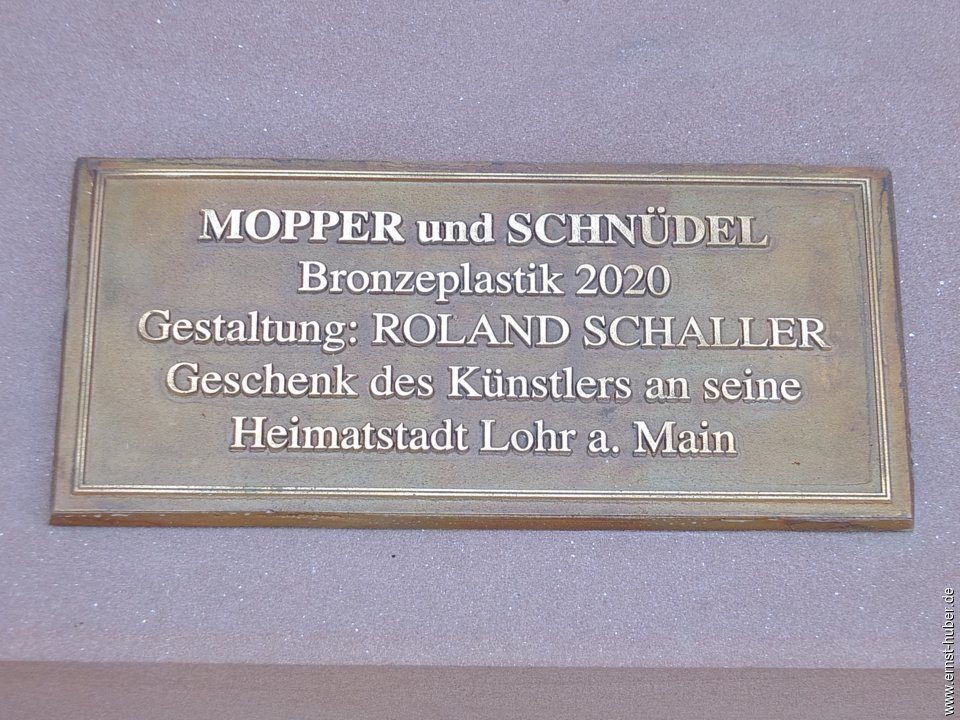 MOPPER und SCHNÜDEL
Bronzeplastik 2020
Gestaltung: ROLAND SCHALLER
Geschenk des Künstlers an seine
Heimatstadt Lohr a. Main
www.ernst-huber.de